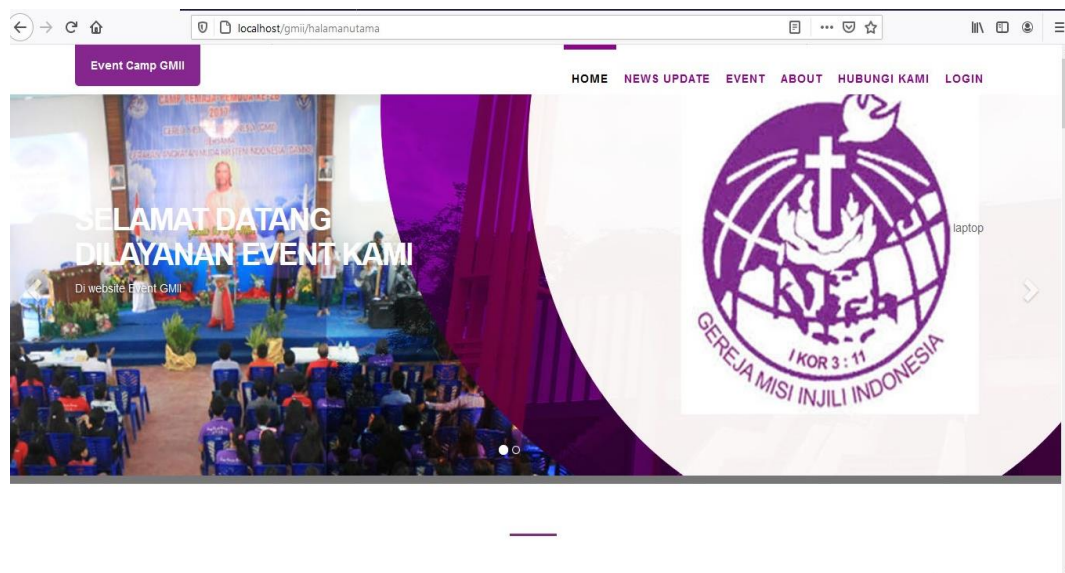 localhost/gmii/halamanutama
Event Camp GMII
HOME NEWS UPDATE EVENT ABOUT HUBUNGI KAMI LOGIN
SELAMAT DATANG
DILAYANAN EVENT KAMI
Di website Event GMII
laptop
I KOR 3 : 11
GEREJA MISI INJILI INDONESIA